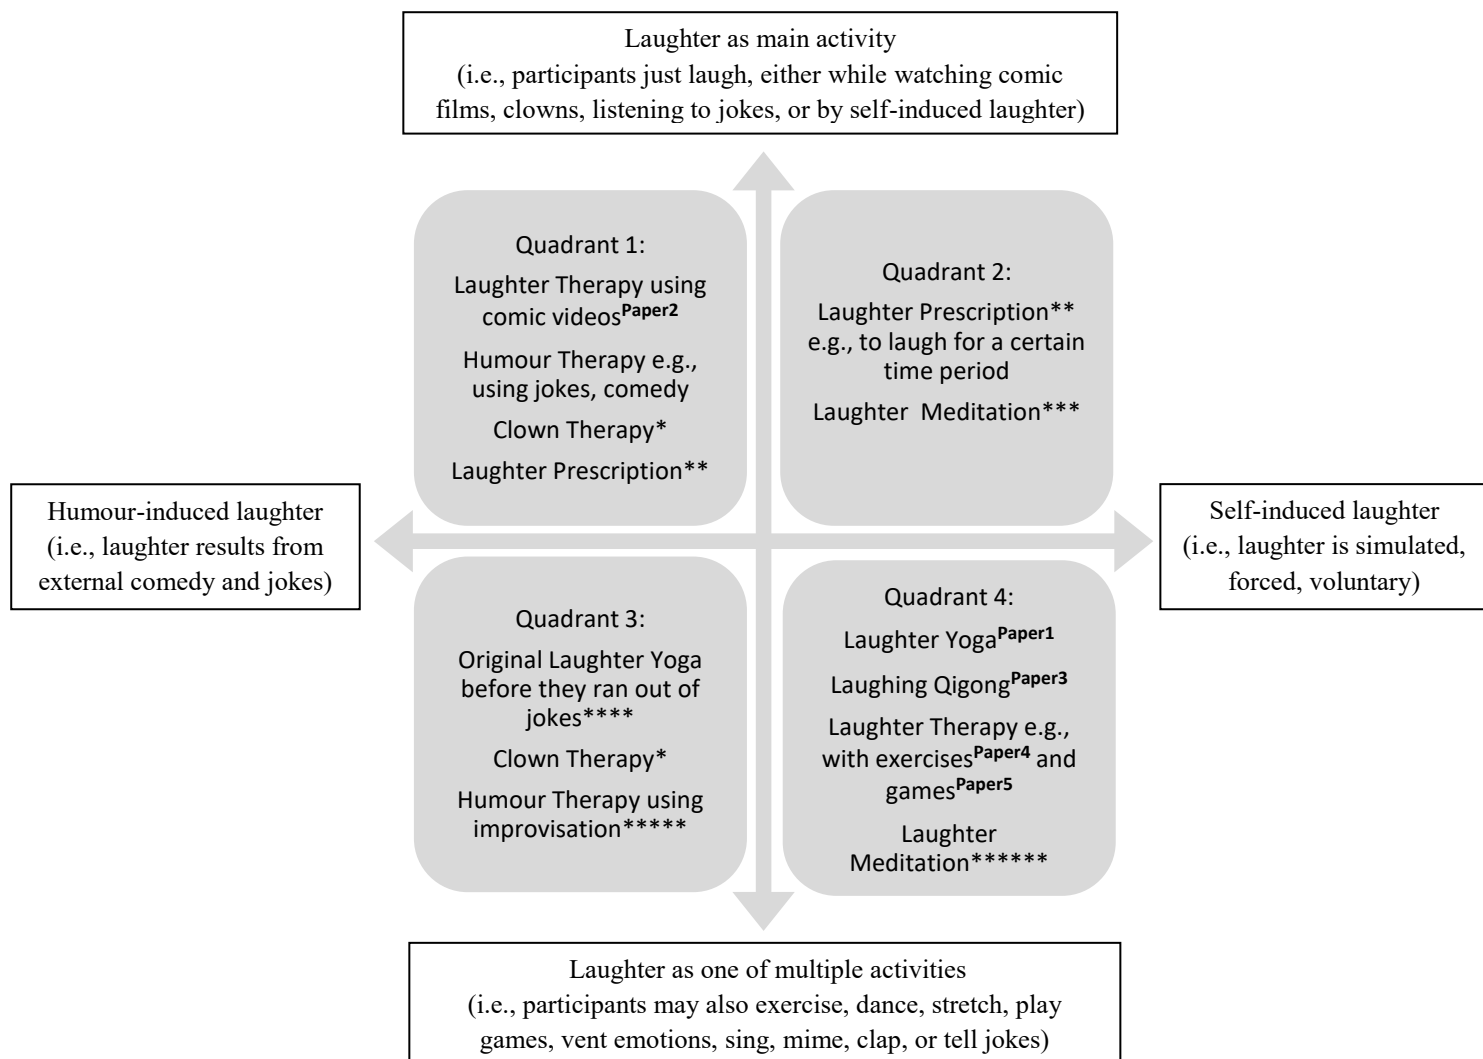 Laughter as main activity
(i.e., participants just laugh, either while watching comic
films, clowns, listening to jokes, or by self-induced laughter)
Quadrant 1:
Laughter Therapy using
comic videosPaper2
Humour Therapy e.g.,
using jokes, comedy
Clown Therapy*
Laughter Prescription**
Quadrant 2:
Laughter Prescription**
e.g., to laugh for a certain
time period
Laughter Meditation***
Humour-induced laughter
(i.e., laughter results from
external comedy and jokes)
Self-induced laughter
(i.e., laughter is simulated,
forced, voluntary)
Quadrant 3:
Original Laughter Yoga
before they ran out of
jokes****
Clown Therapy*
Humour Therapy using
improvisation*****
Quadrant 4:
Laughter YogaPaper1
Laughing QigongPaper3
Laughter Therapy e.g.,
with exercisesPaper4 and
gamesPaper5
Laughter
Meditation******
Laughter as one of multiple activities
(i.e., participants may also exercise, dance, stretch, play
games, vent emotions, sing, mime, clap, or tell jokes)